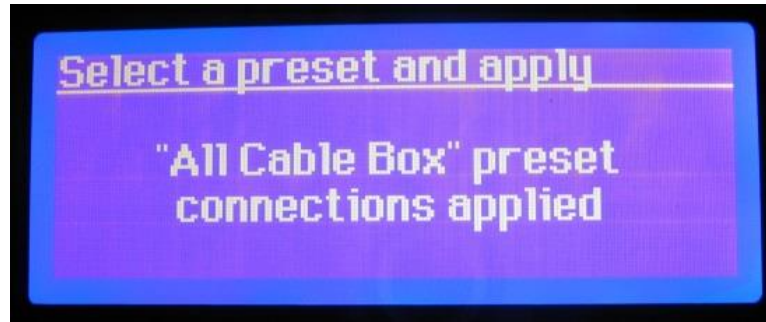 Select a preset and apply
"All Cable Box" preset
connections applied